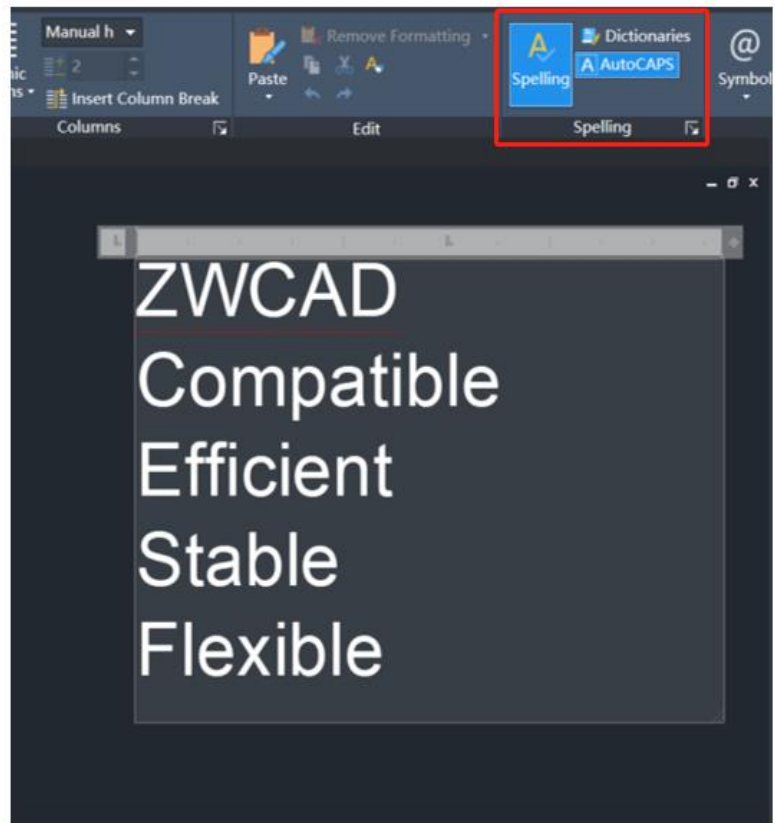 Manual h
Remove Formatting
Dictionaries
AutoCAPS
2
Paste
Spelling
Symbol
Insert Column Break
Columns
Edit
Spelling
ZWCAD
Compatible
Efficient
Stable
Flexible